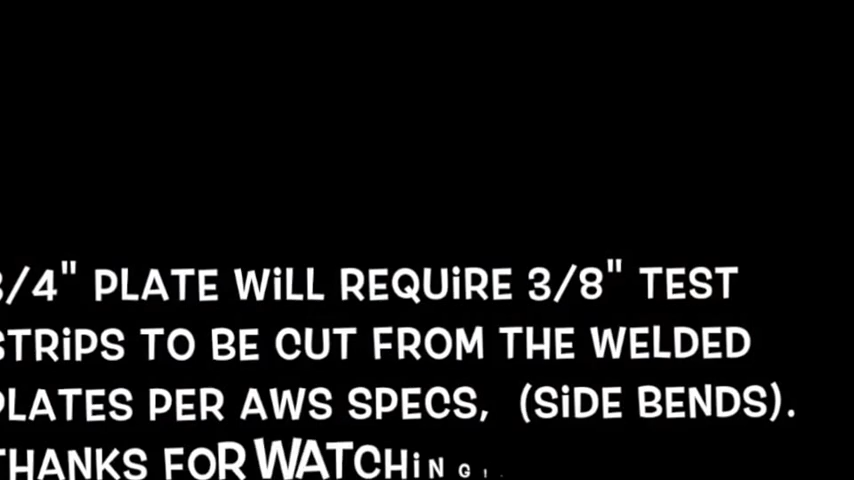 3/4" PLATE WiLL REQUiRE 3/8" TEST
STRiPS TO BE CUT FROM THE WELDED
PLATES PER AWS SPECS, (SiDE BENDS).
THANKS FOR WATCHiNG!.